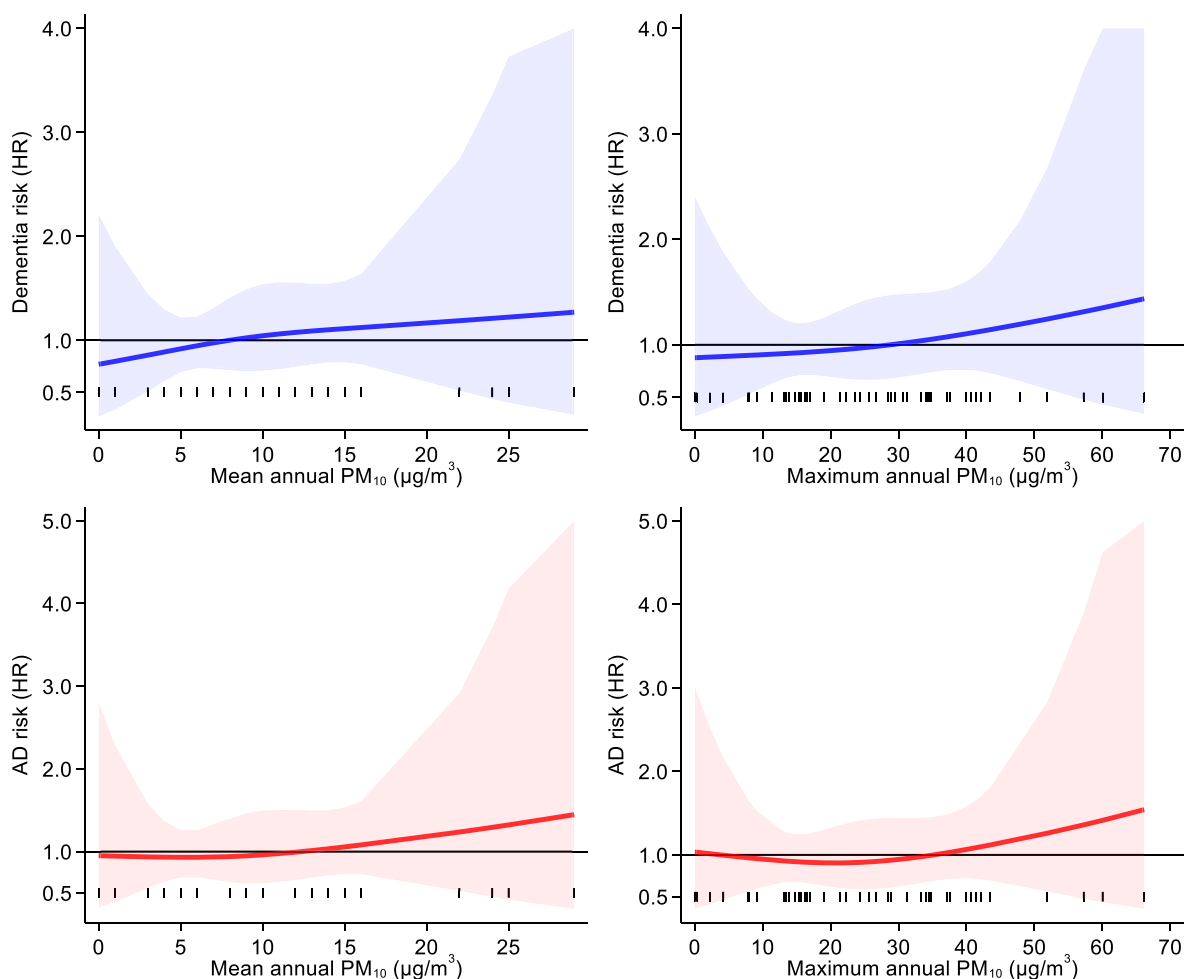 4.0
3.0
2.0
1.0
0.5
Dementia risk (HR)
0 5 10 15 20 25
Mean annual PM₁₀ (µg/m³)
4.0
3.0
2.0
1.0
0.5
Dementia risk (HR)
0 10 20 30 40 50 60 70
Maximum annual PM₁₀ (µg/m³)
5.0
4.0
3.0
2.0
1.0
0.5
AD risk (HR)
0 5 10 15 20 25
Mean annual PM₁₀ (µg/m³)
5.0
4.0
3.0
2.0
1.0
0.5
AD risk (HR)
0 10 20 30 40 50 60 70
Maximum annual PM₁₀ (µg/m³)